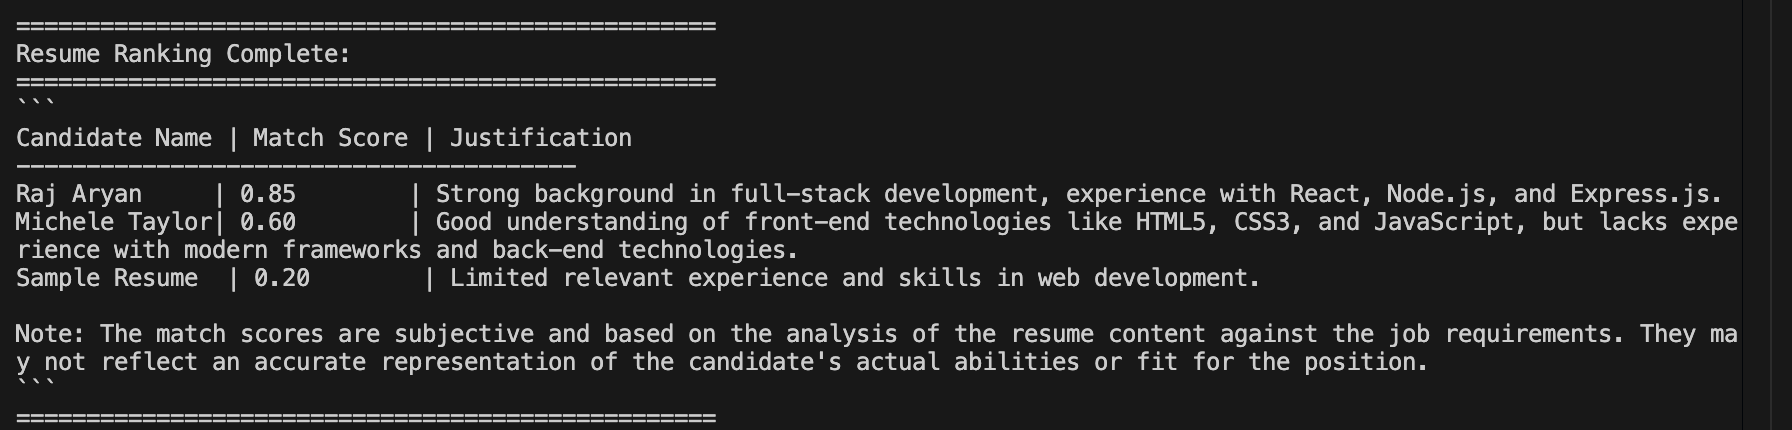 ==================================================
Resume Ranking Complete:
==================================================
```
Candidate Name | Match Score | Justification
----------------------------------------
Raj Aryan     | 0.85        | Strong background in full-stack development, experience with React, Node.js, and Express.js.
Michele Taylor| 0.60        | Good understanding of front-end technologies like HTML5, CSS3, and JavaScript, but lacks expe
rience with modern frameworks and back-end technologies.
Sample Resume  | 0.20        | Limited relevant experience and skills in web development.

Note: The match scores are subjective and based on the analysis of the resume content against the job requirements. They ma
y not reflect an accurate representation of the candidate's actual abilities or fit for the position.
```
==================================================